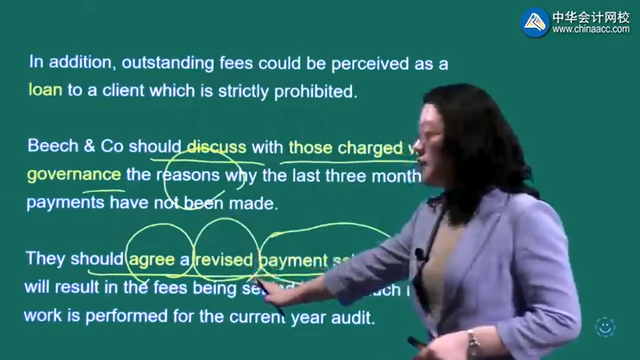 中华会计网校
www.chinaacc.com
In addition, outstanding fees could be perceived as a
loan to a client which is strictly prohibited.
Beech & Co should discuss with those charged
governance the reasons why the last three month
payments have not been made.
They should agree a revised payment
will result in the fees being
work is performed for the current year audit.